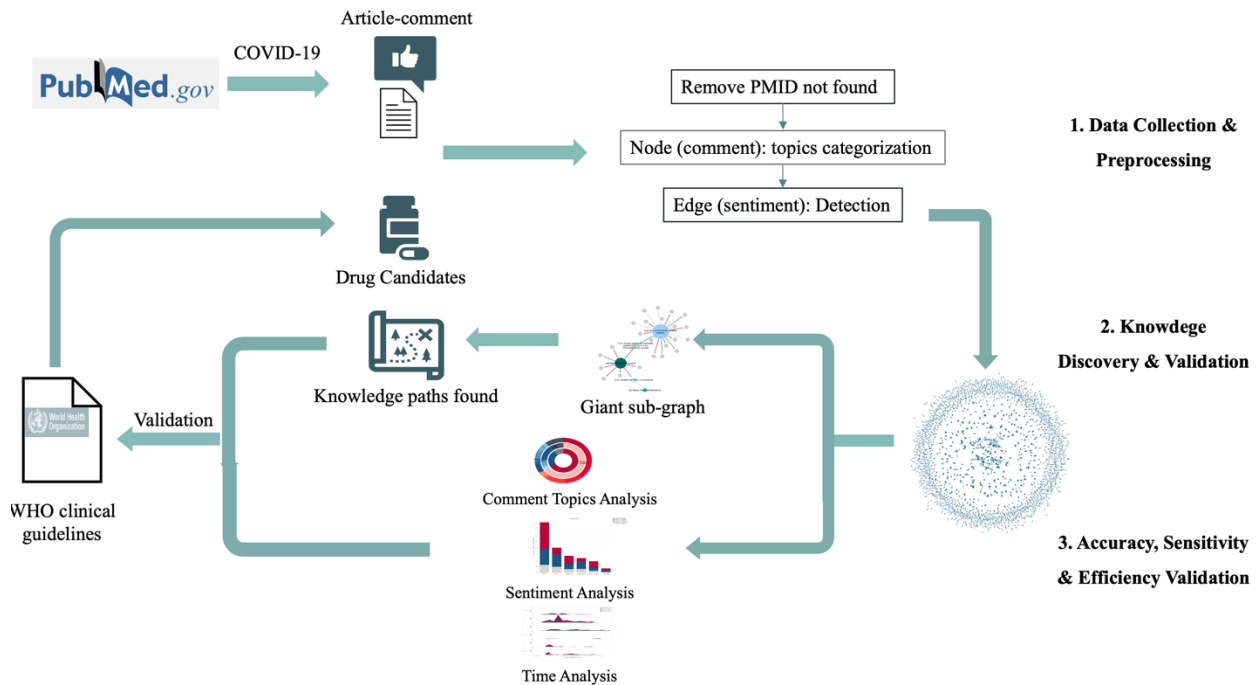 Article-comment
COVID-19
PubMed.gov
Remove PMID not found
Node (comment): topics categorization
Edge (sentiment): Detection
1. Data Collection &
Preprocessing
Drug Candidates
2. Knowdege
Discovery & Validation
Knowledge paths found
Giant sub-graph
Validation
World Health
Organization
WHO clinical
guidelines
Comment Topics Analysis
Sentiment Analysis
3. Accuracy, Sensitivity
& Efficiency Validation
Time Analysis